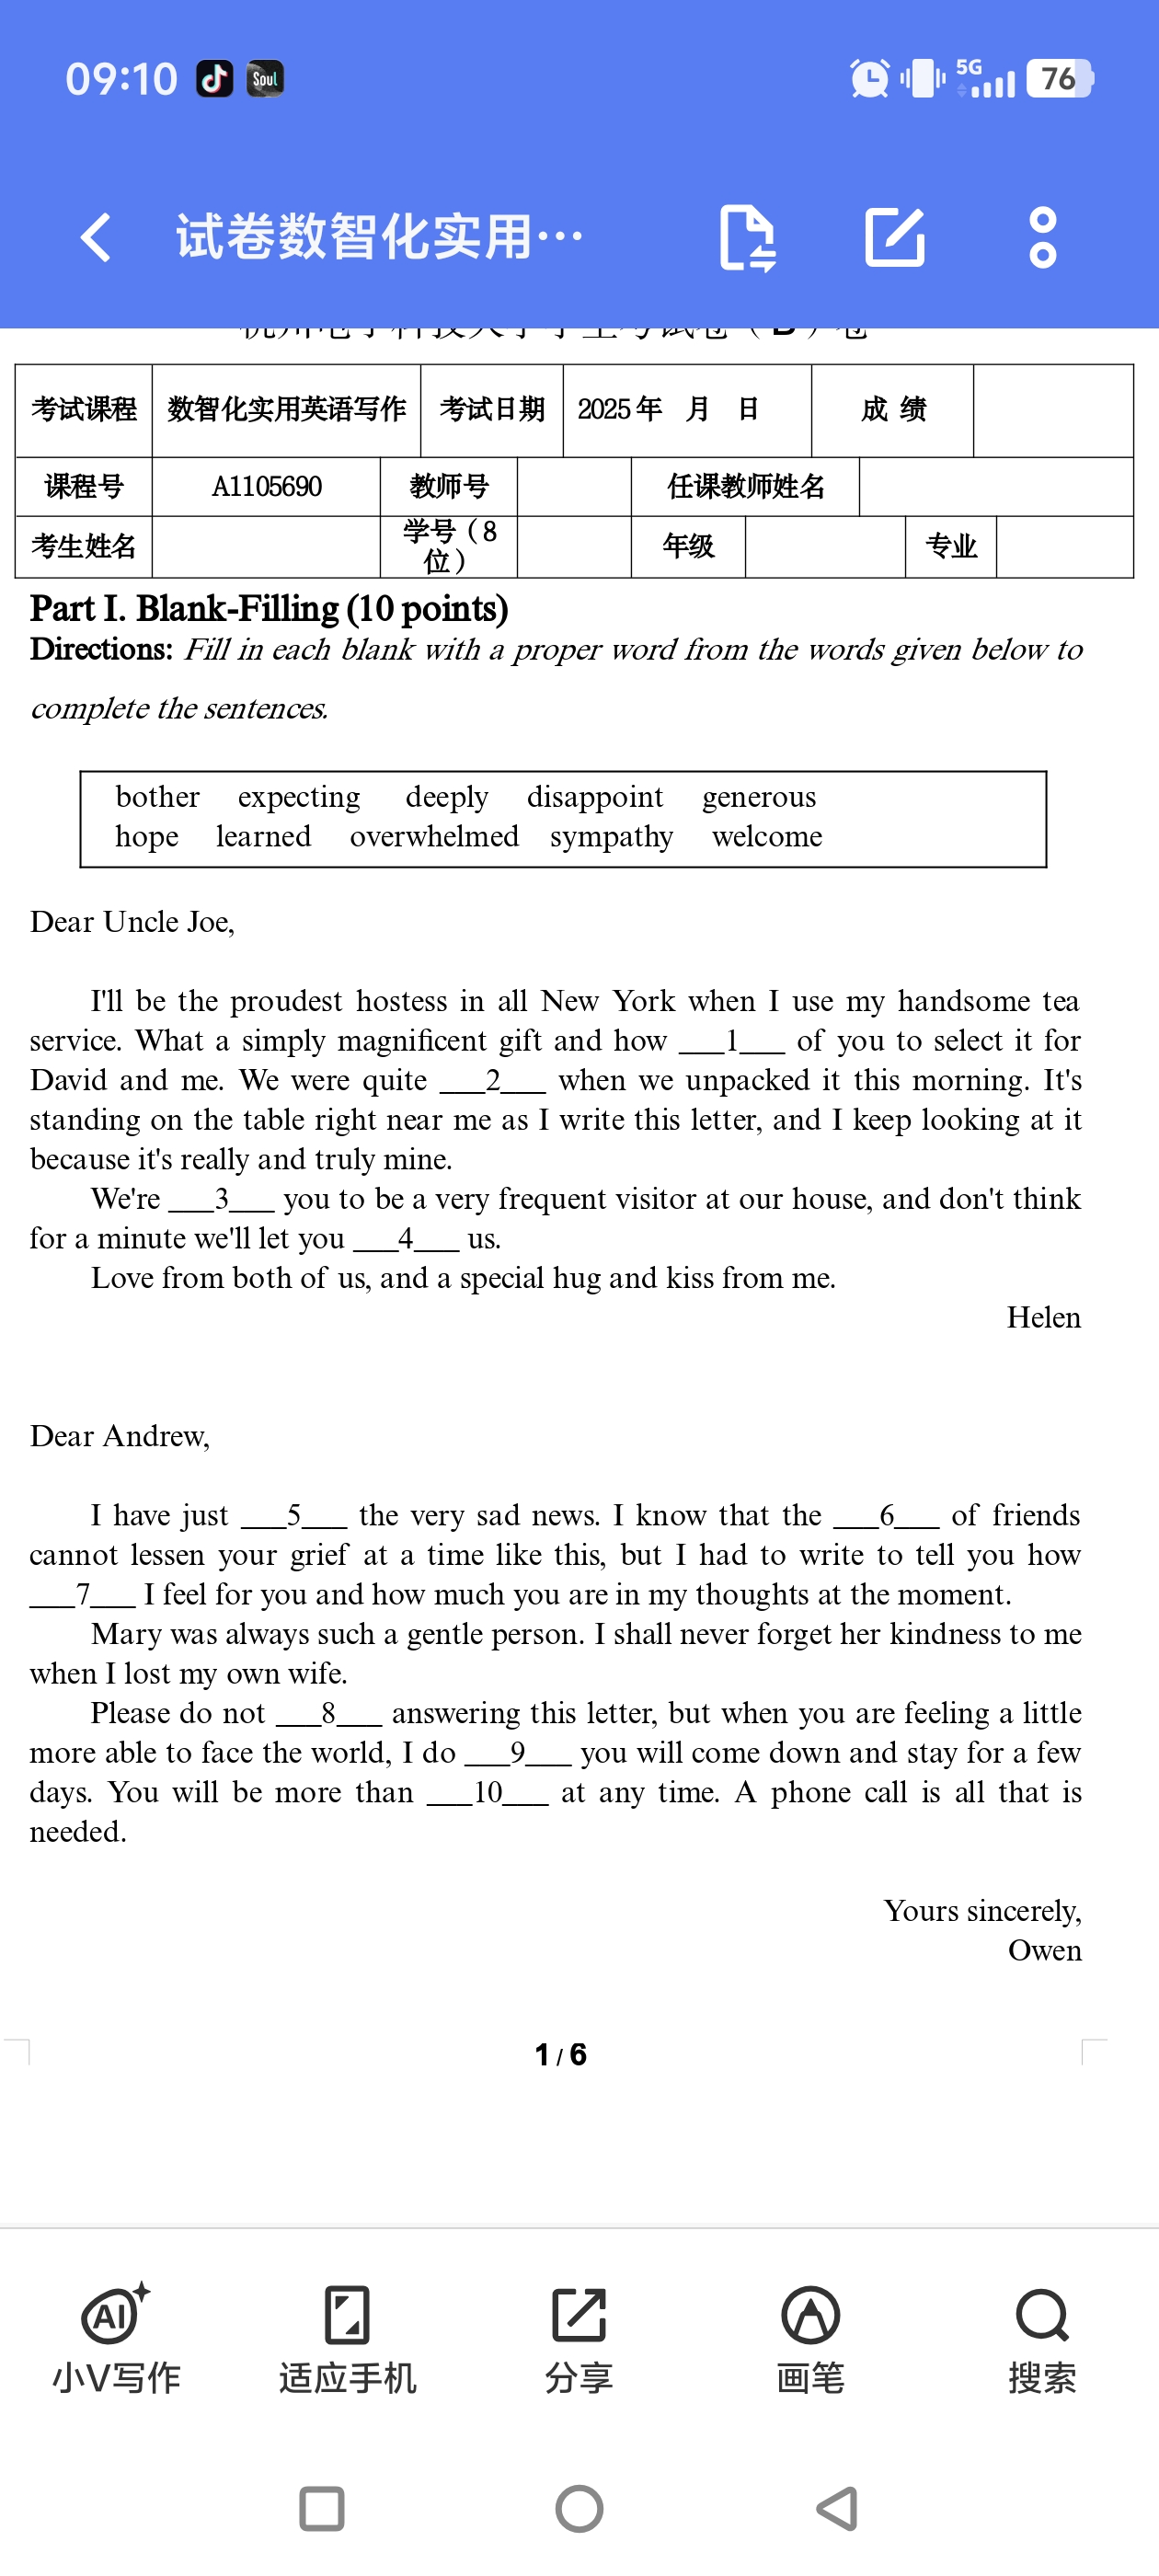 09:10 Soul 5G 76
试卷数智化实用···
考试课程 数智化实用英语写作 考试日期 2025年 月 日 成 绩
课程号 A1105690 教师号 任课教师姓名
考生姓名 学号（8位） 年级 专业
Part I. Blank-Filling (10 points)
Directions: Fill in each blank with a proper word from the words given below to
complete the sentences.
bother expecting deeply disappoint generous
hope learned overwhelmed sympathy welcome
Dear Uncle Joe,
I'll be the proudest hostess in all New York when I use my handsome tea
service. What a simply magnificent gift and how ___1___ of you to select it for
David and me. We were quite ___2___ when we unpacked it this morning. It's
standing on the table right near me as I write this letter, and I keep looking at it
because it's really and truly mine.
We're ___3___ you to be a very frequent visitor at our house, and don't think
for a minute we'll let you ___4___ us.
Love from both of us, and a special hug and kiss from me.
Helen
Dear Andrew,
I have just ___5___ the very sad news. I know that the ___6___ of friends
cannot lessen your grief at a time like this, but I had to write to tell you how
___7___ I feel for you and how much you are in my thoughts at the moment.
Mary was always such a gentle person. I shall never forget her kindness to me
when I lost my own wife.
Please do not ___8___ answering this letter, but when you are feeling a little
more able to face the world, I do ___9___ you will come down and stay for a few
days. You will be more than ___10___ at any time. A phone call is all that is
needed.
Yours sincerely,
Owen
1 / 6
AI
小V写作 适应手机 分享 画笔 搜索